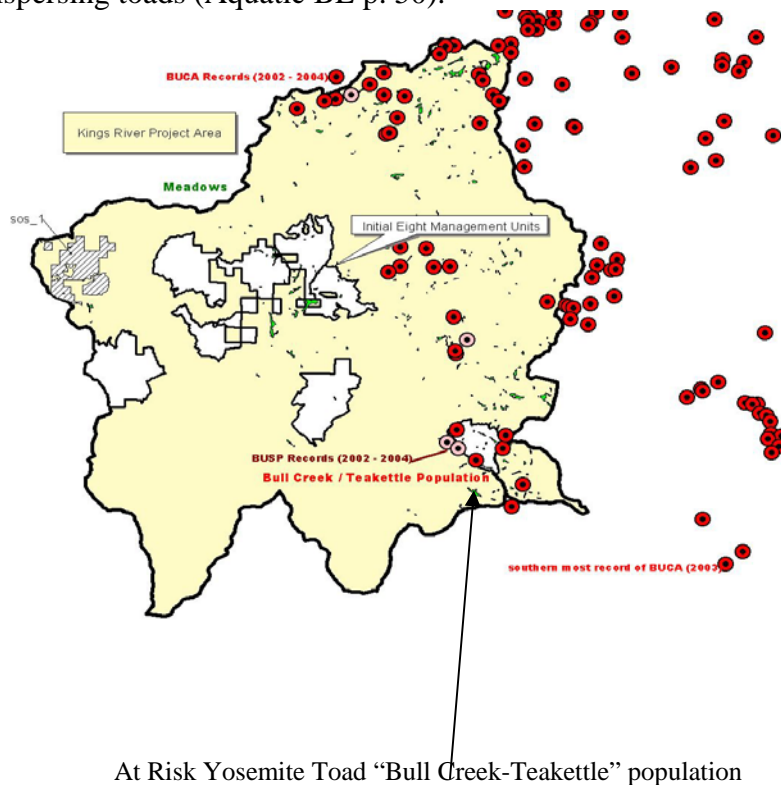 spersing toads (Aquatic BE p. 36).
BUCA Records (2002 - 2004)
Kings River Project Area
Meadows
sos_1
Initial Eight Management Units
BUSP Records (2002 - 2004)
Bull Creek / Teakettle Population
southern most record of BUCA (2003)
At Risk Yosemite Toad “Bull Creek-Teakettle” population